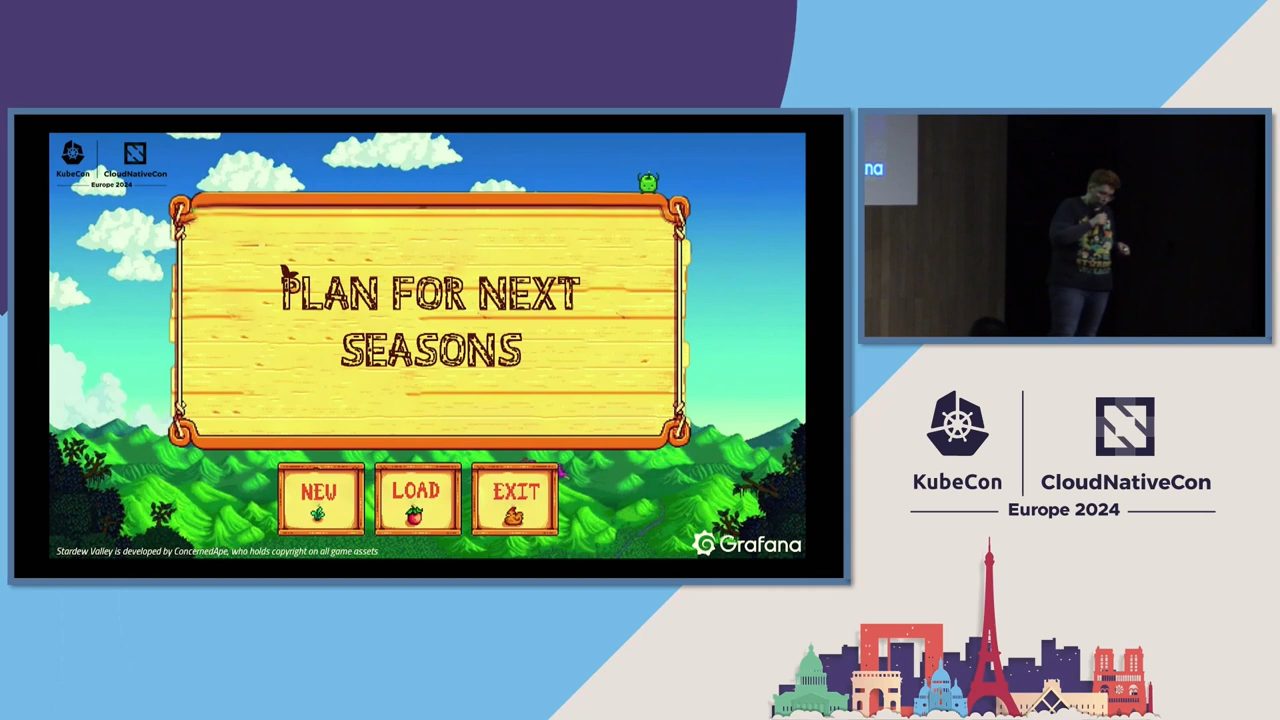 KubeCon
CloudNativeCon
Europe 2024
PLAN FOR NEXT
SEASONS
NEW
LOAD
EXIT
Stardew Valley is developed by ConcernedApe, who holds copyright on all game assets
Grafana
na
KubeCon
CloudNativeCon
Europe 2024